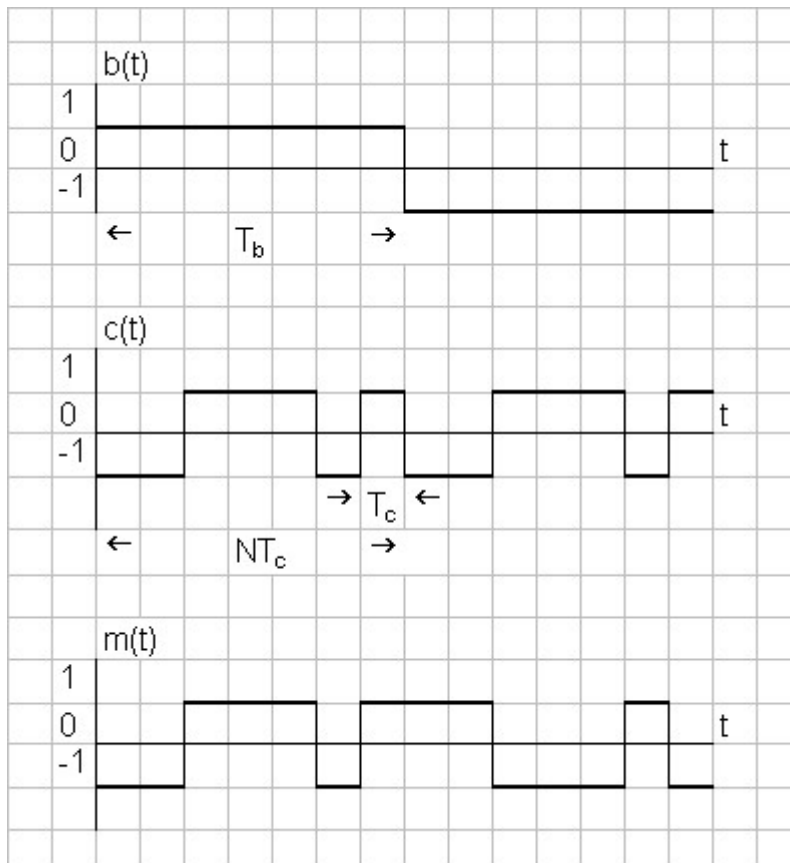 b(t)
1
0 t
-1
← T_b →
c(t)
1
0 t
-1
→ T_c ←
← NT_c →
m(t)
1
0 t
-1